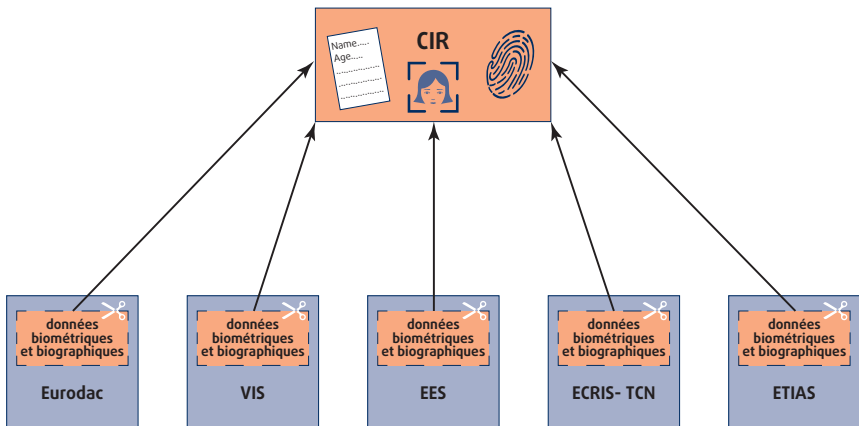 CIR
Name.....
Age.....
données
biométriques
et biographiques
Eurodac
données
biométriques
et biographiques
VIS
données
biométriques
et biographiques
EES
données
biométriques
et biographiques
ECRIS- TCN
données
biométriques
et biographiques
ETIAS